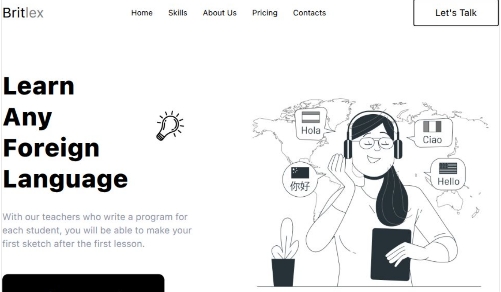 Britlex
Home Skills About Us Pricing Contacts
Let's Talk
Learn
Any
Foreign
Language
With our teachers who write a program for
each student, you will be able to make your
first sketch after the first lesson.
Hola
Ciao
你好
Hello